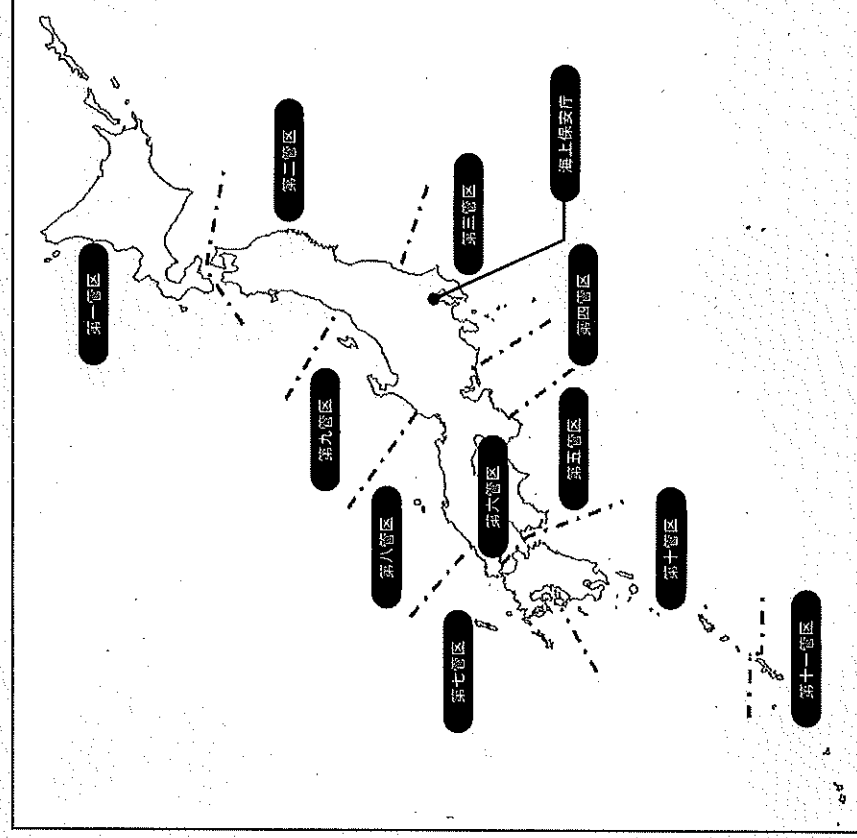 第一管区
第二管区
第三管区
海上保安庁
第四管区
第五管区
第六管区
第七管区
第八管区
第九管区
第十管区
第十一管区